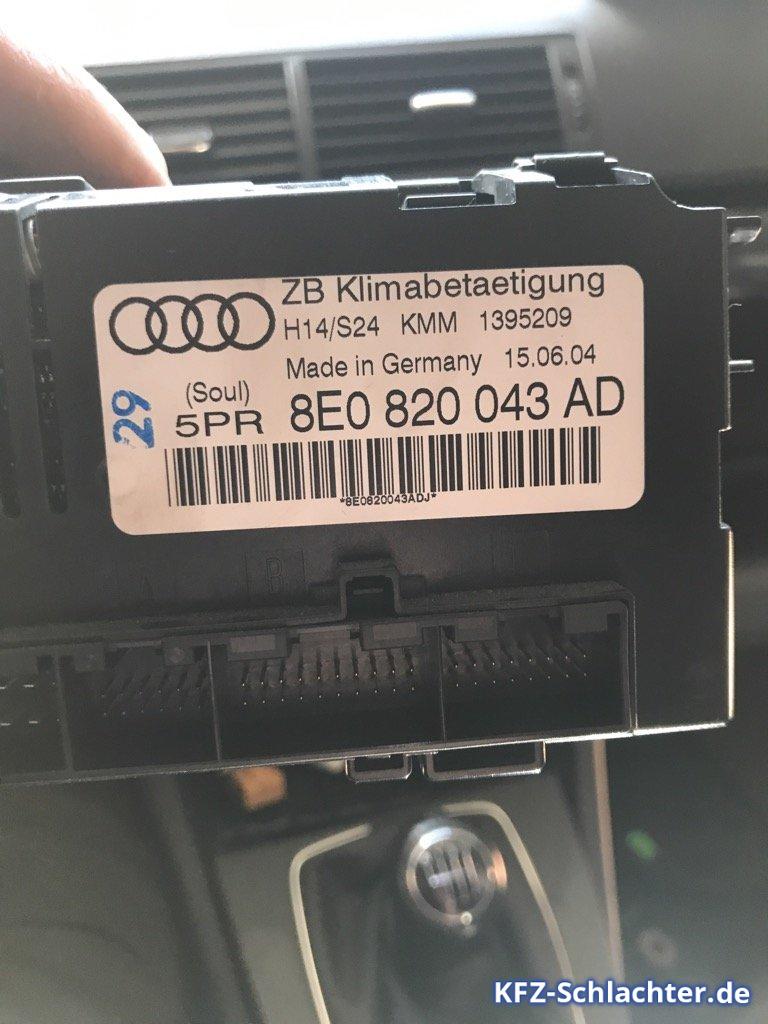 ZB Klimabetaetigung
H14/S24 KMM 1395209
Made in Germany 15.06.04
29
(Soul)
5PR 8E0 820 043 AD
*8E0820043ADJ*
B
KFZ-Schlachter.de